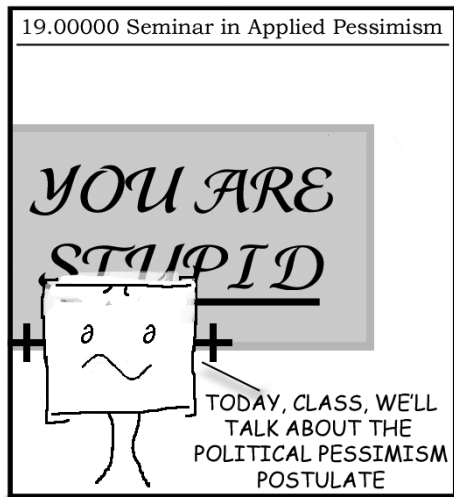 19.00000 Seminar in Applied Pessimism
YOU ARE
STUPID
TODAY, CLASS, WE'LL
TALK ABOUT THE
POLITICAL PESSIMISM
POSTULATE